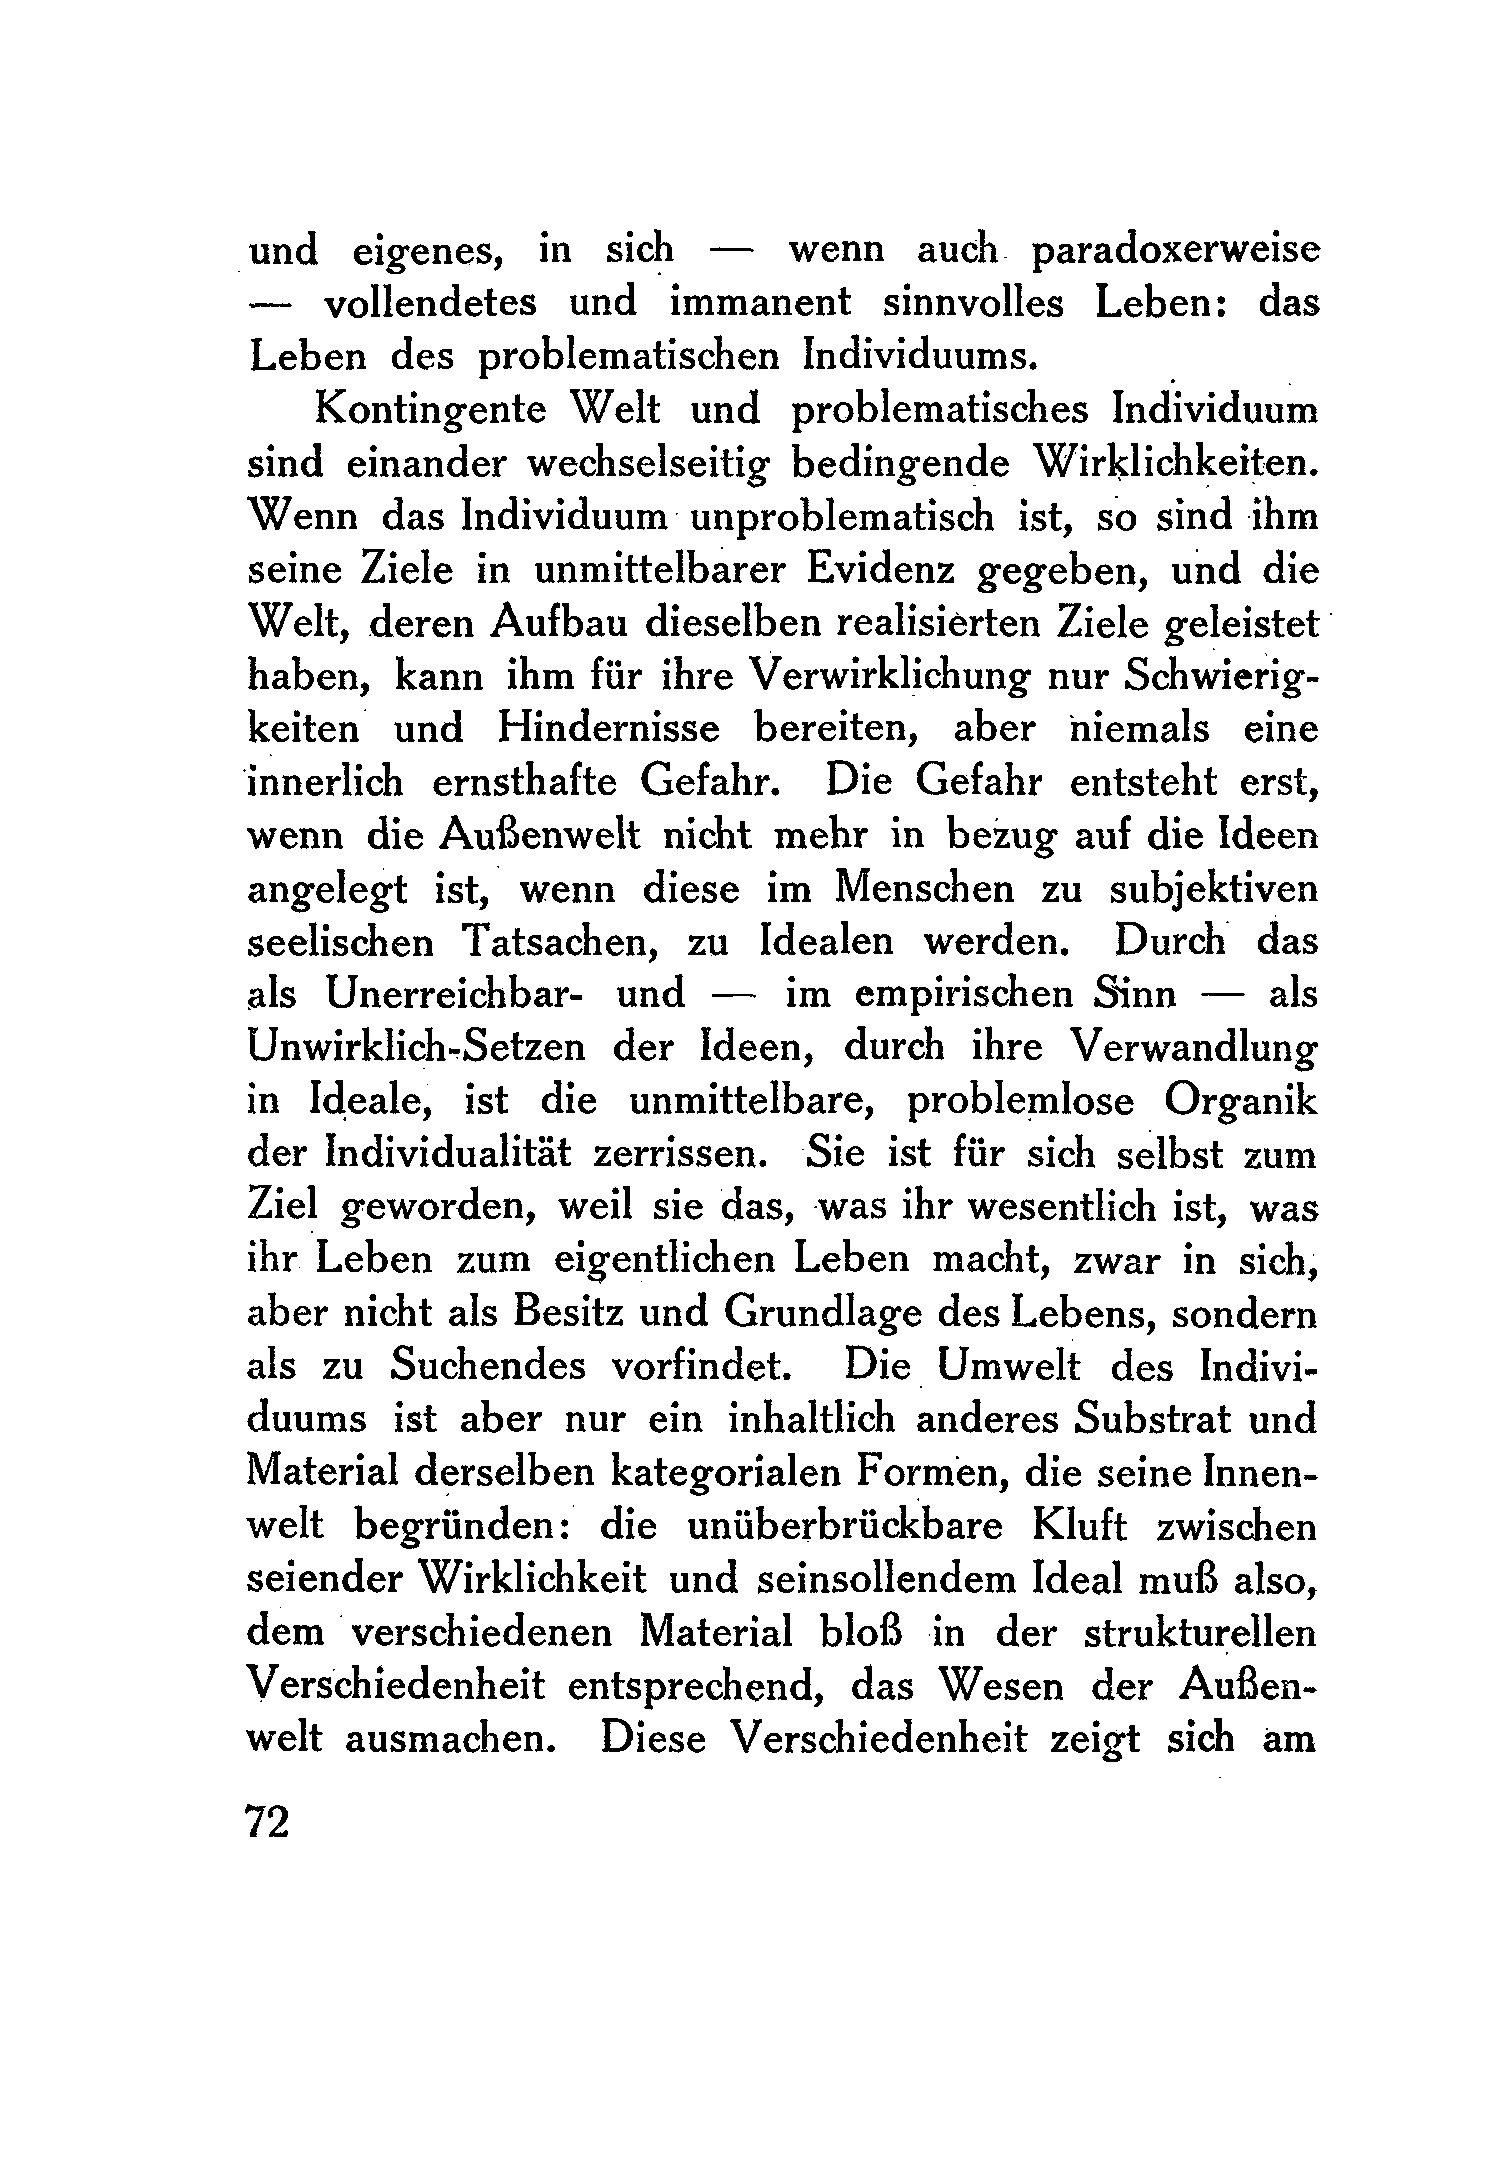 und eigenes, in sich — wenn auch paradoxerweise
— vollendetes und immanent sinnvolles Leben: das
Leben des problematischen Individuums.
Kontingente Welt und problematisches Individuum
sind einander wechselseitig bedingende Wirklichkeiten.
Wenn das Individuum unproblematisch ist, so sind ihm
seine Ziele in unmittelbarer Evidenz gegeben, und die
Welt, deren Aufbau dieselben realisierten Ziele geleistet
haben, kann ihm für ihre Verwirklichung nur Schwierig-
keiten und Hindernisse bereiten, aber niemals eine
innerlich ernsthafte Gefahr. Die Gefahr entsteht erst,
wenn die Außenwelt nicht mehr in bezug auf die Ideen
angelegt ist, wenn diese im Menschen zu subjektiven
seelischen Tatsachen, zu Idealen werden. Durch das
als Unerreichbar- und — im empirischen Sinn — als
Unwirklich-Setzen der Ideen, durch ihre Verwandlung
in Ideale, ist die unmittelbare, problemlose Organik
der Individualität zerrissen. Sie ist für sich selbst zum
Ziel geworden, weil sie das, was ihr wesentlich ist, was
ihr Leben zum eigentlichen Leben macht, zwar in sich,
aber nicht als Besitz und Grundlage des Lebens, sondern
als zu Suchendes vorfindet. Die Umwelt des Indivi-
duums ist aber nur ein inhaltlich anderes Substrat und
Material derselben kategorialen Formen, die seine Innen-
welt begründen: die unüberbrückbare Kluft zwischen
seiender Wirklichkeit und seinsollendem Ideal muß also,
dem verschiedenen Material bloß in der strukturellen
Verschiedenheit entsprechend, das Wesen der Außen-
welt ausmachen. Diese Verschiedenheit zeigt sich am
72